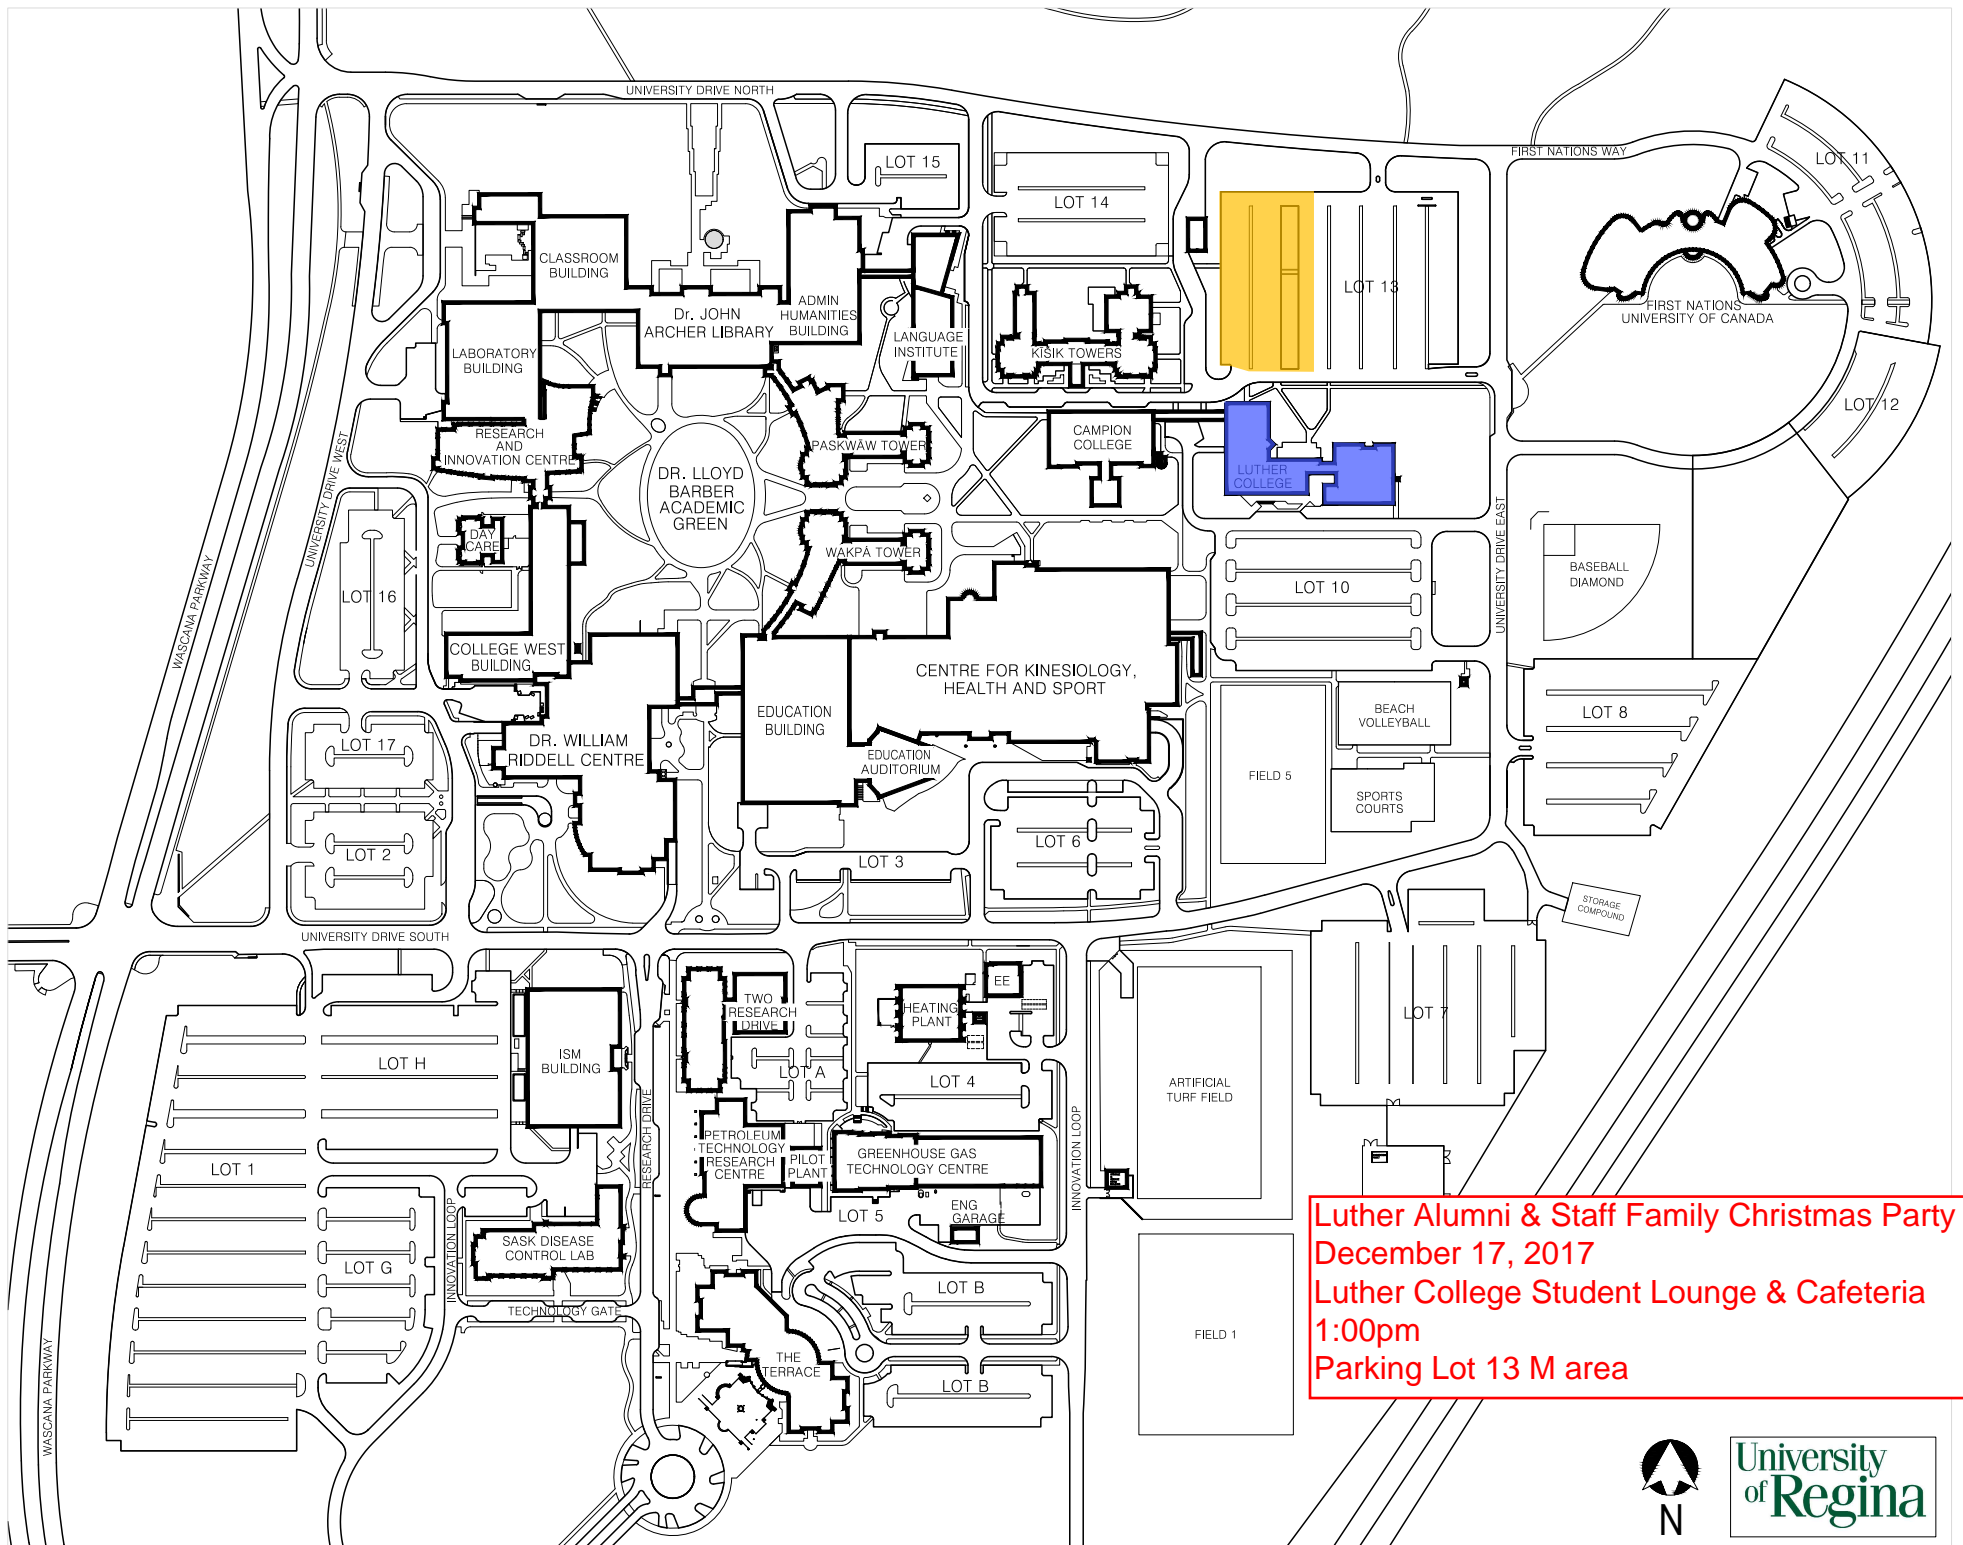 UNIVERSITY DRIVE NORTH
FIRST NATIONS WAY
LOT 15
LOT 11
LOT 14
CLASSROOM
BUILDING
LOT 13
ADMIN
HUMANITIES
BUILDING
Dr. JOHN
ARCHER LIBRARY
FIRST NATIONS
UNIVERSITY OF CANADA
LANGUAGE
INSTITUTE
KĪSIK TOWERS
LABORATORY
BUILDING
LOT 12
RESEARCH
AND
INNOVATION CENTRE
PASKWĀW TOWER
CAMPION
COLLEGE
LUTHER
COLLEGE
DR. LLOYD
BARBER
ACADEMIC
GREEN
UNIVERSITY DRIVE WEST
UNIVERSITY DRIVE EAST
WASCANA PARKWAY
DAY
CARE
WAKPĀ TOWER
LOT 16
LOT 10
BASEBALL
DIAMOND
COLLEGE WEST
BUILDING
CENTRE FOR KINESIOLOGY,
HEALTH AND SPORT
EDUCATION
BUILDING
BEACH
VOLLEYBALL
LOT 8
LOT 17
DR. WILLIAM
RIDDELL CENTRE
EDUCATION
AUDITORIUM
FIELD 5
SPORTS
COURTS
LOT 2
LOT 3
LOT 6
STORAGE
COMPOUND
UNIVERSITY DRIVE SOUTH
TWO
RESEARCH
DRIVE
EE
HEATING
PLANT
LOT 7
ISM
BUILDING
LOT H
LOT A
LOT 4
ARTIFICIAL
TURF FIELD
RESEARCH DRIVE
INNOVATION LOOP
PETROLEUM
TECHNOLOGY
RESEARCH
CENTRE
PILOT
PLANT
GREENHOUSE GAS
TECHNOLOGY CENTRE
LOT 1
LOT 5
ENG
GARAGE
INNOVATION LOOP
SASK DISEASE
CONTROL LAB
LOT G
LOT B
TECHNOLOGY GATE
FIELD 1
THE
TERRACE
LOT B
WASCANA PARKWAY
Luther Alumni & Staff Family Christmas Party
December 17, 2017
Luther College Student Lounge & Cafeteria
1:00pm
Parking Lot 13 M area
N
University
of Regina